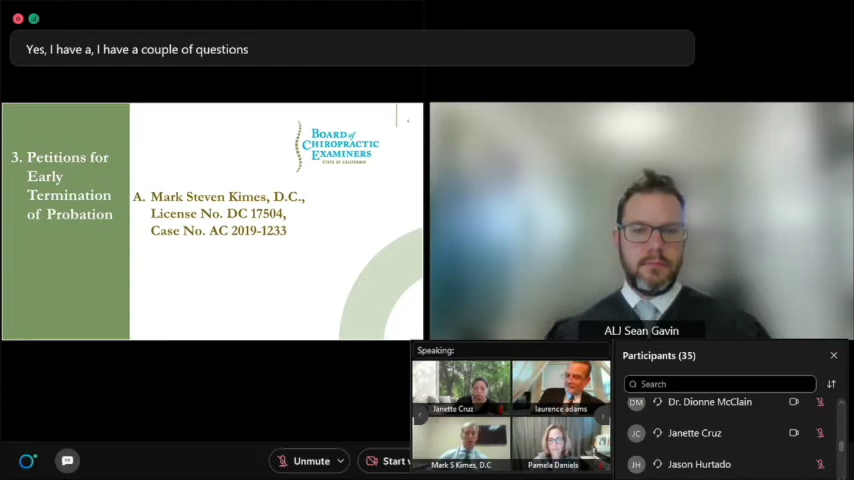 Yes, I have a, I have a couple of questions
3. Petitions for
Early
Termination
of Probation
BOARD of
CHIROPRACTIC
EXAMINERS
STATE OF CALIFORNIA
A. Mark Steven Kimes, D.C.,
License No. DC 17504,
Case No. AC 2019-1233
ALJ Sean Gavin
Speaking:
Janette Cruz
laurence adams
Mark S Kimes, D.C
Pamela Daniels
Participants (35)
Search
DM Dr. Dionne McClain
JC Janette Cruz
JH Jason Hurtado
Unmute
Start v